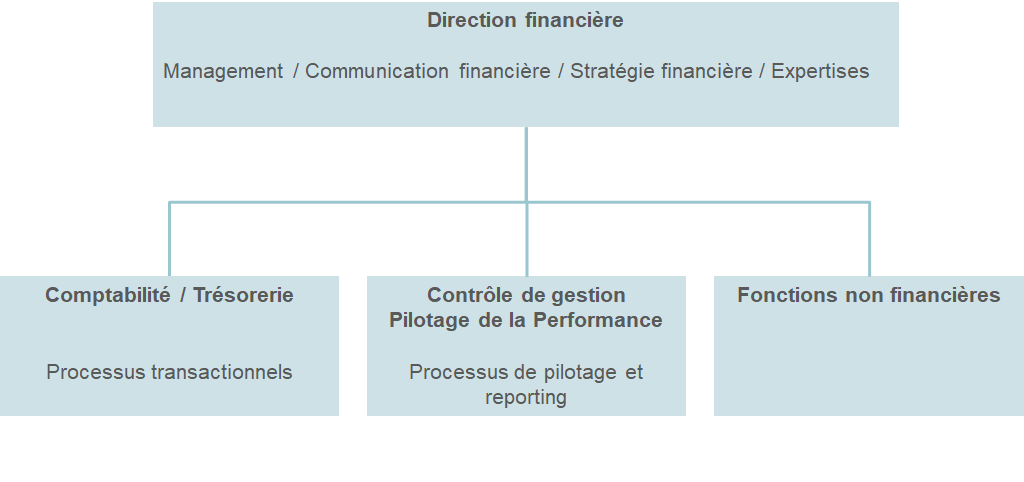 Direction financière
Management / Communication financière / Stratégie financière / Expertises
Comptabilité / Trésorerie
Processus transactionnels
Contrôle de gestion
Pilotage de la Performance
Processus de pilotage et
reporting
Fonctions non financières